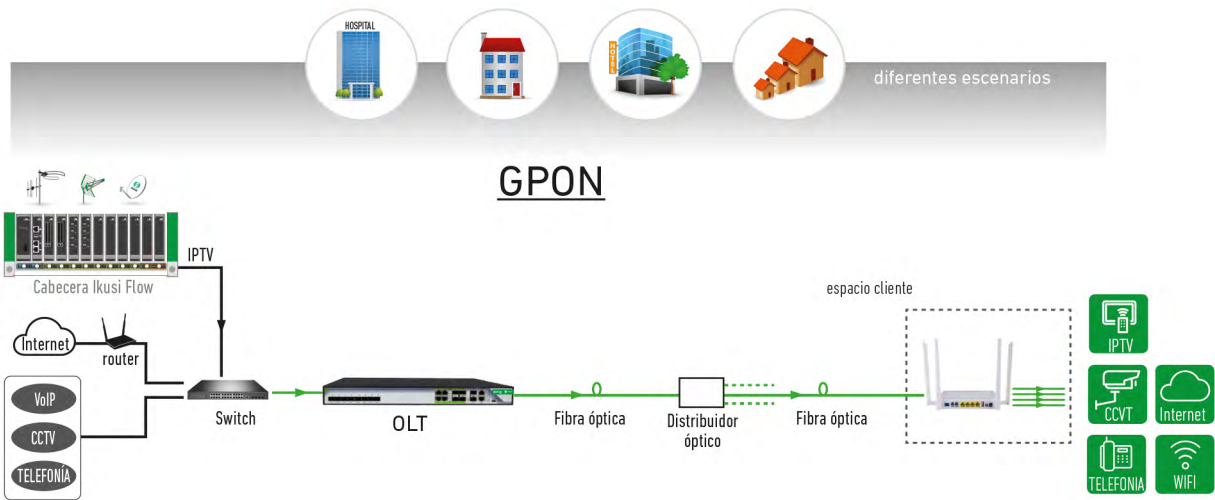 HOSPITAL
HOTEL
diferentes escenarios
GPON
IPTV
Cabecera Ikusi Flow
Internet
router
VoIP
CCTV
TELEFONÍA
Switch
OLT
Fibra óptica
Distribuidor
óptico
Fibra óptica
espacio cliente
IPTV
CCVT
Internet
TELEFONIA
WIFI